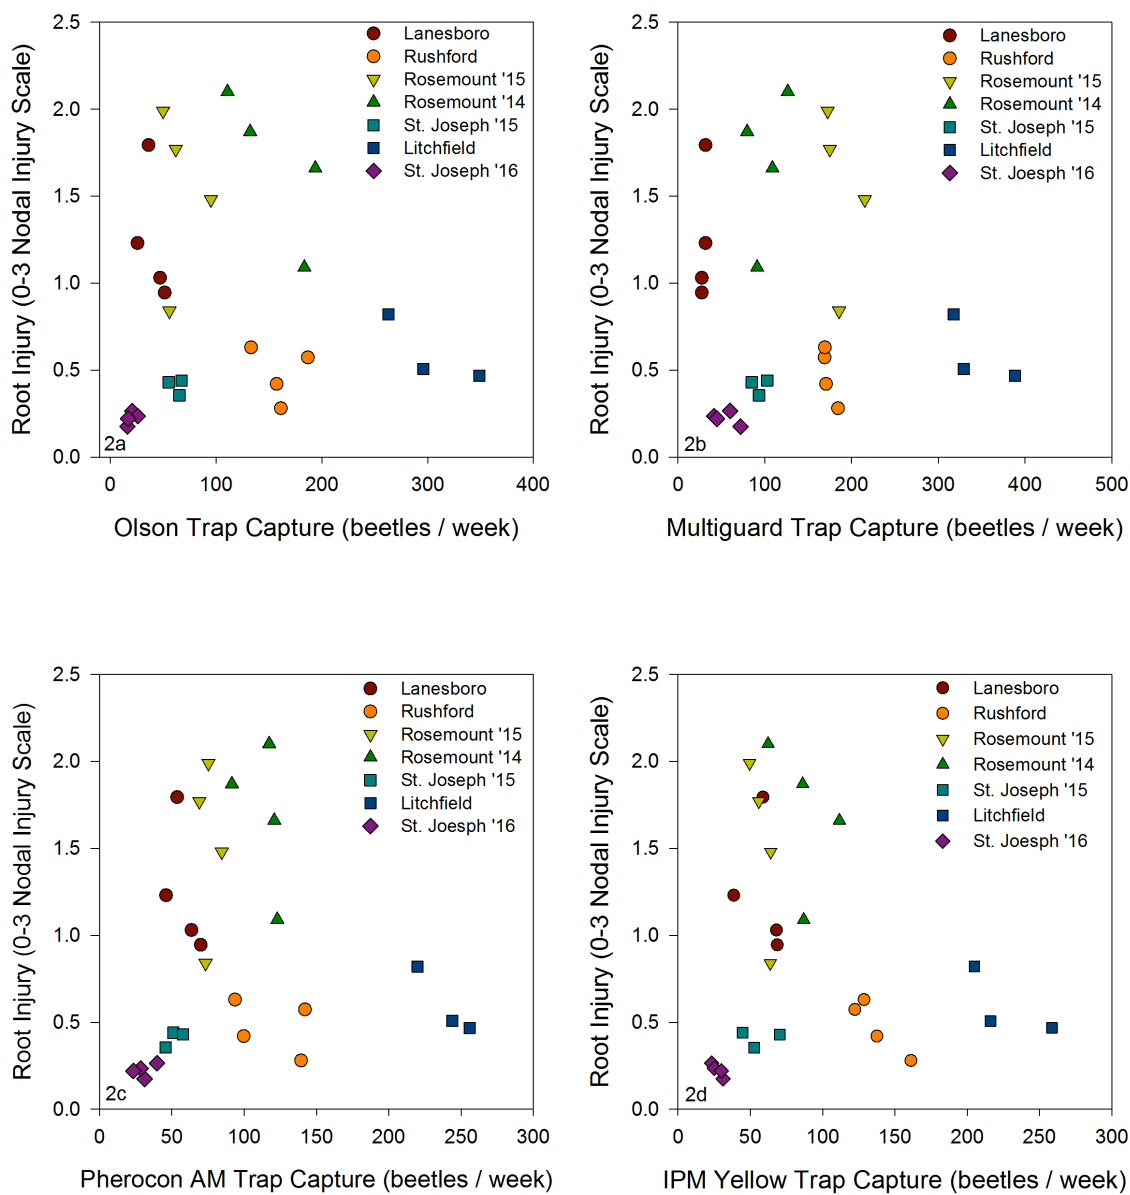 2.5
2.0
1.5
1.0
0.5
0.0
Root Injury (0-3 Nodal Injury Scale)
Lanesboro
Rushford
Rosemount '15
Rosemount '14
St. Joseph '15
Litchfield
St. Joseph '16
2a
0 100 200 300 400
Olson Trap Capture (beetles / week)
2.5
2.0
1.5
1.0
0.5
0.0
Root Injury (0-3 Nodal Injury Scale)
Lanesboro
Rushford
Rosemount '15
Rosemount '14
St. Joseph '15
Litchfield
St. Joesph '16
2b
0 100 200 300 400 500
Multiguard Trap Capture (beetles / week)
2.5
2.0
1.5
1.0
0.5
0.0
Root Injury (0-3 Nodal Injury Scale)
Lanesboro
Rushford
Rosemount '15
Rosemount '14
St. Joseph '15
Litchfield
St. Joesph '16
2c
0 50 100 150 200 250 300
Pherocon AM Trap Capture (beetles / week)
2.5
2.0
1.5
1.0
0.5
0.0
Root Injury (0-3 Nodal Injury Scale)
Lanesboro
Rushford
Rosemount '15
Rosemount '14
St. Joseph '15
Litchfield
St. Joesph '16
2d
0 50 100 150 200 250 300
IPM Yellow Trap Capture (beetles / week)